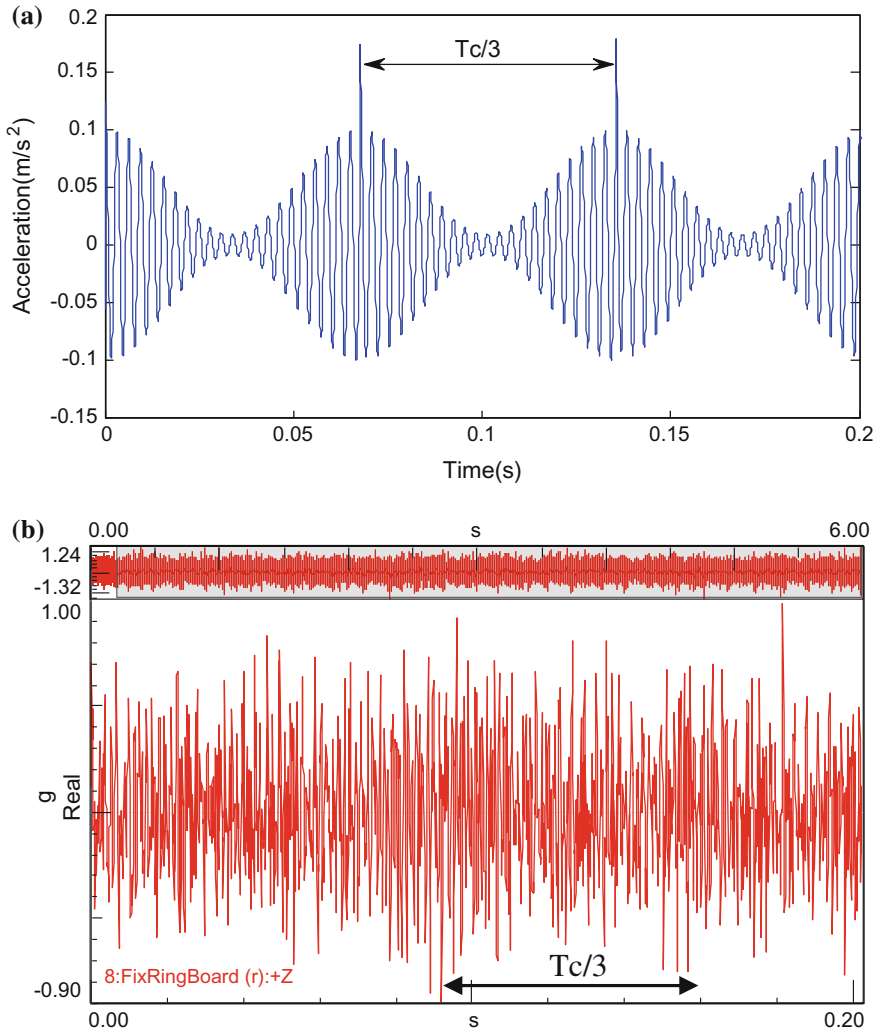 (a)
0.2
0.15
0.1
0.05
0
-0.05
-0.1
-0.15
Acceleration(m/s²)
Tc/3
0 0.05 0.1 0.15 0.2
Time(s)
(b)
0.00 s 6.00
1.24
-1.32
1.00
g
Real
-0.90
8:FixRingBoard (r):+Z
Tc/3
0.00 s 0.20